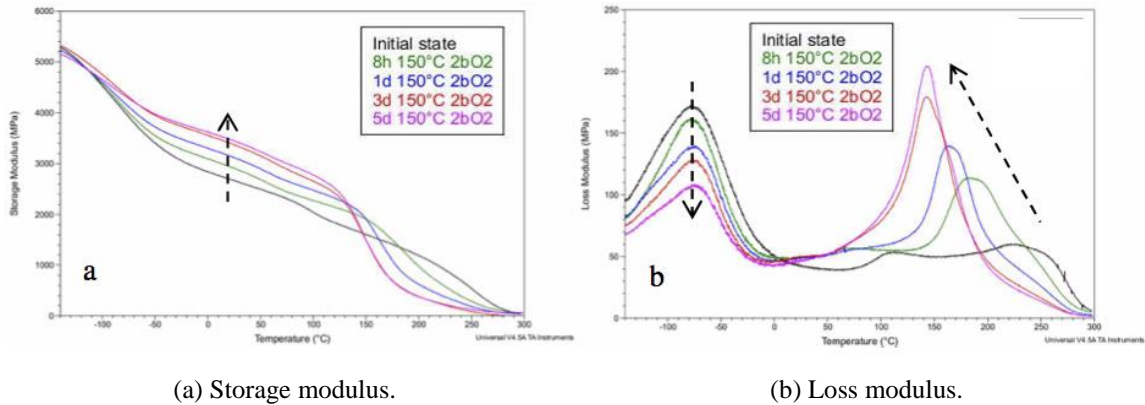 6000
5000
4000
3000
2000
1000
0
Storage Modulus (MPa)
Initial state
8h 150°C 2bO2
1d 150°C 2bO2
3d 150°C 2bO2
5d 150°C 2bO2
a
-100 -50 0 50 100 150 200 250 300
Temperature (°C)
Universal V4.5A TA Instruments
250
200
150
100
50
0
Loss Modulus (MPa)
Initial state
8h 150°C 2bO2
1d 150°C 2bO2
3d 150°C 2bO2
5d 150°C 2bO2
b
-100 -50 0 50 100 150 200 250 300
Temperature (°C)
Universal V4.5A TA Instruments
(a) Storage modulus.
(b) Loss modulus.